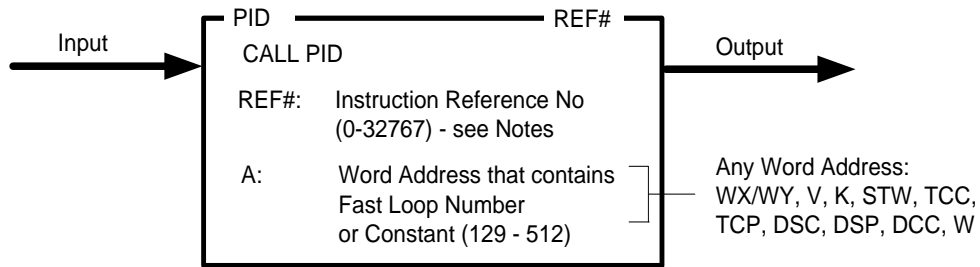 PID REF#
Input
CALL PID
Output
REF#: Instruction Reference No
(0-32767) - see Notes
A: Word Address that contains
Fast Loop Number
or Constant (129 - 512)
Any Word Address:
WX/WY, V, K, STW, TCC,
TCP, DSC, DSP, DCC, W